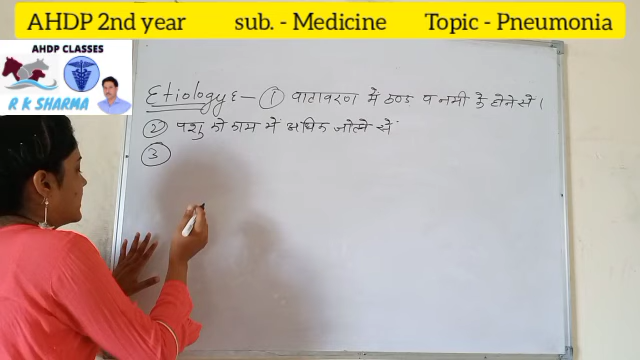 AHDP 2nd year sub. - Medicine Topic - Pneumonia
AHDP CLASSES
R K SHARMA
Etiology :- ① वातावरण में ठण्ड व नमी के होने से।
② पशु को काम में अधिक जोतने से
③